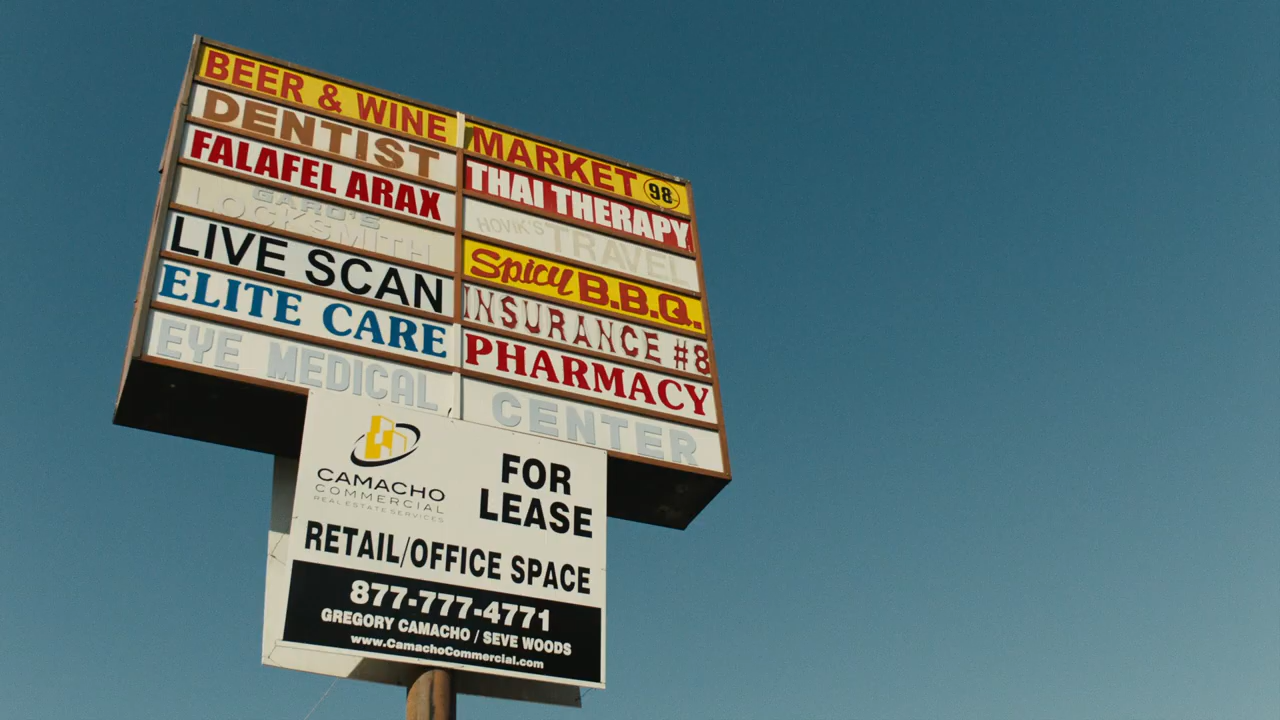 BEER & WINE MARKET 98
DENTIST
THAI THERAPY
FALAFEL ARAX
HOVIK'S TRAVEL
GARO'S
LOCKSMITH
Spicy B.B.Q.
LIVE SCAN
INSURANCE #8
ELITE CARE PHARMACY
EYE MEDICAL CENTER
CAMACHO
COMMERCIAL
REAL ESTATE SERVICES
FOR
LEASE
RETAIL/OFFICE SPACE
877-777-4771
GREGORY CAMACHO / SEVE WOODS
www.CamachoCommercial.com